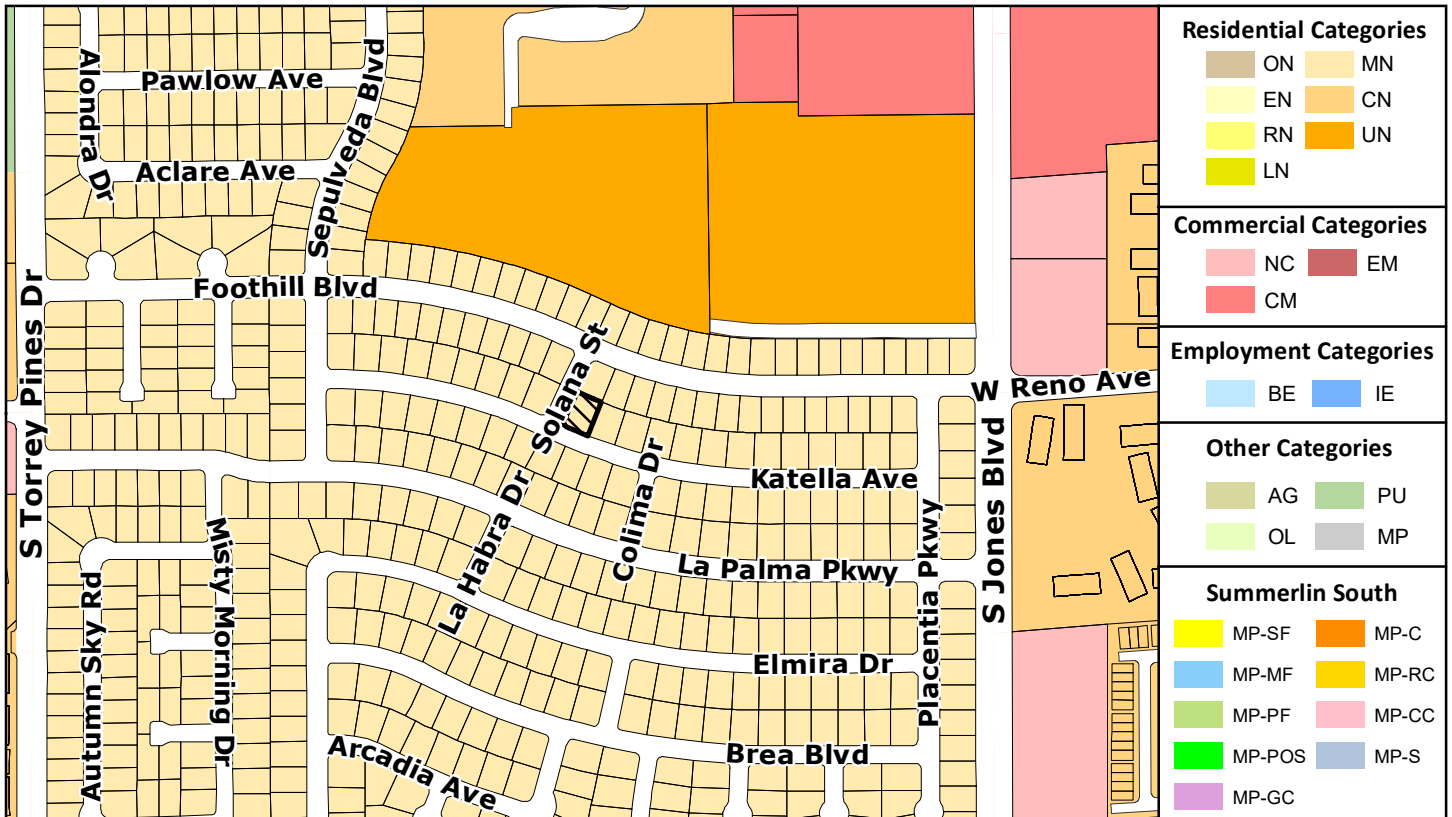 Alondra Dr
Pawlow Ave
Sepulveda Blvd
Aclare Ave
Foothill Blvd
S Torrey Pines Dr
Solana St
W Reno Ave
S Jones Blvd
Katella Ave
Colima Dr
La Habra Dr
La Palma Pkwy
Placentia Pkwy
Misty Morning Dr
Autumn Sky Rd
Elmira Dr
Brea Blvd
Arcadia Ave
Residential Categories
ON MN
EN CN
RN UN
LN
Commercial Categories
NC EM
CM
Employment Categories
BE IE
Other Categories
AG PU
OL MP
Summerlin South
MP-SF MP-C
MP-MF MP-RC
MP-PF MP-CC
MP-POS MP-S
MP-GC